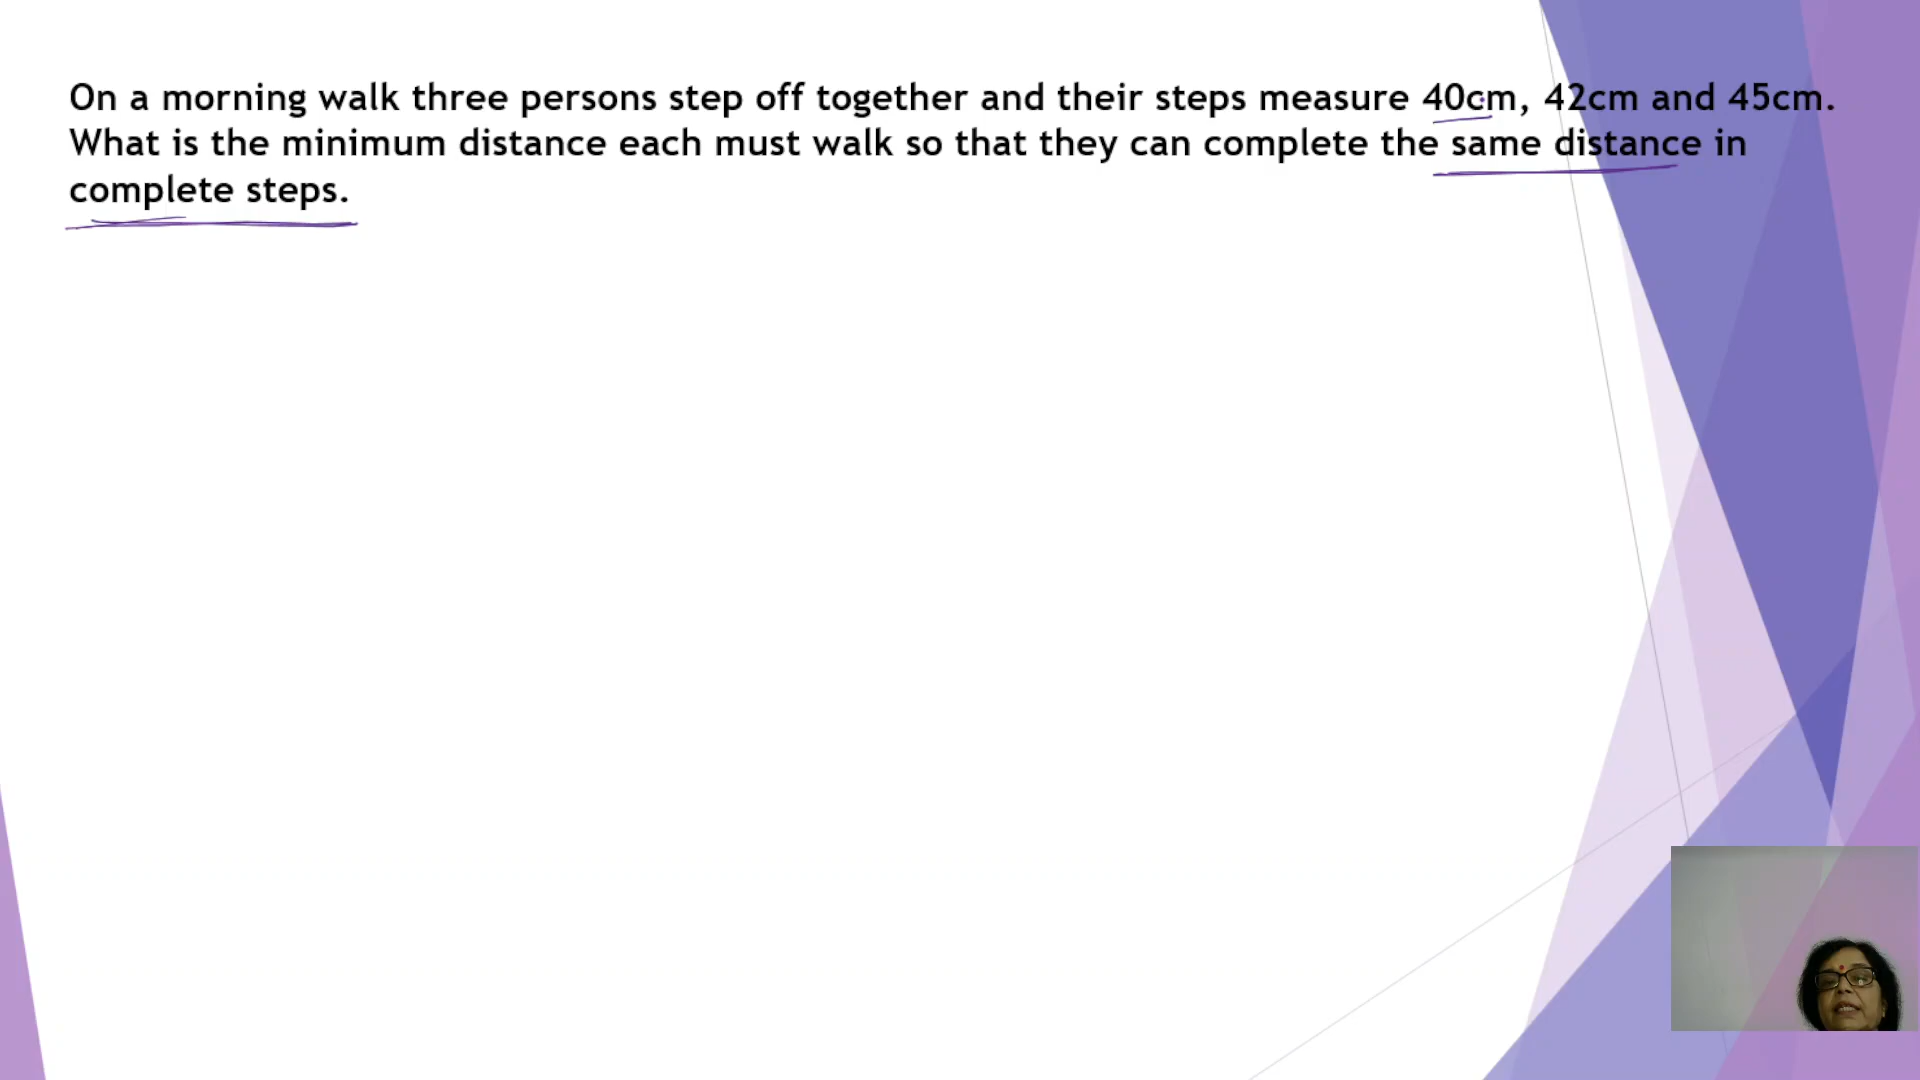 On a morning walk three persons step off together and their steps measure 40cm, 42cm and 45cm.
What is the minimum distance each must walk so that they can complete the same distance in
complete steps.